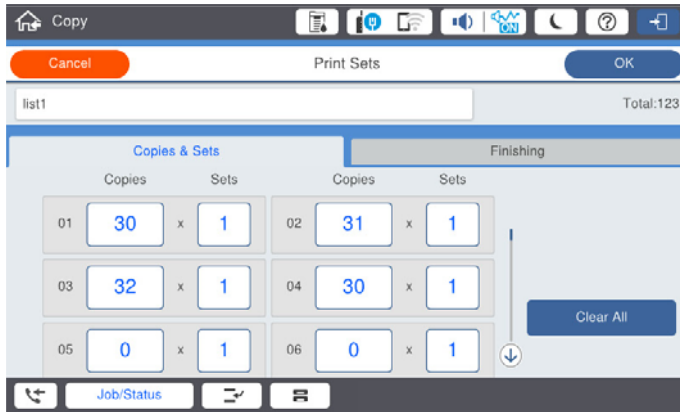 Copy
ON
Cancel Print Sets OK
list1 Total:123
Copies & Sets Finishing
Copies Sets Copies Sets
01 30 x 1 02 31 x 1
03 32 x 1 04 30 x 1
Clear All
05 0 x 1 06 0 x 1
Job/Status